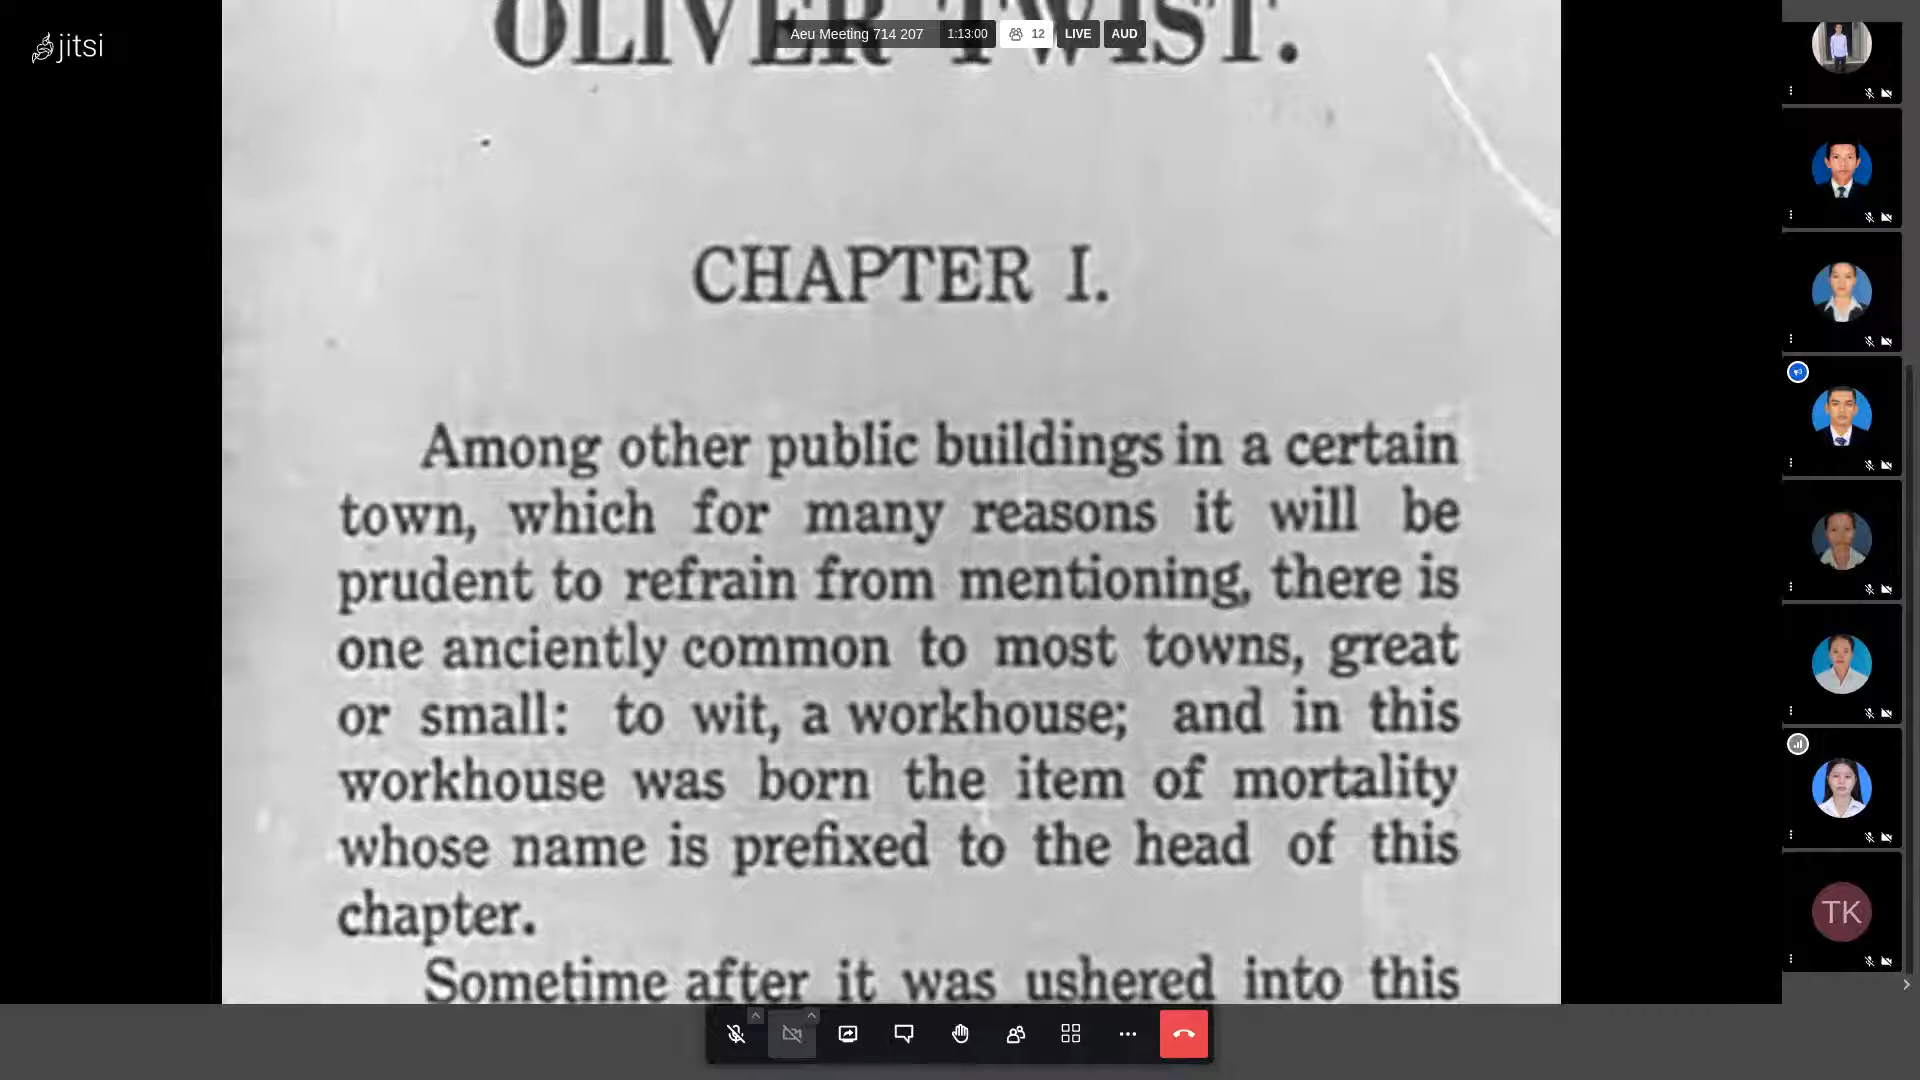 jitsi
OLIVER TWIST.
Aeu Meeting 714 207 1:13:00 12 LIVE AUD
CHAPTER I.
Among other public buildings in a certain
town, which for many reasons it will be
prudent to refrain from mentioning, there is
one anciently common to most towns, great
or small: to wit, a workhouse; and in this
workhouse was born the item of mortality
whose name is prefixed to the head of this
chapter.
Sometime after it was ushered into this
TK